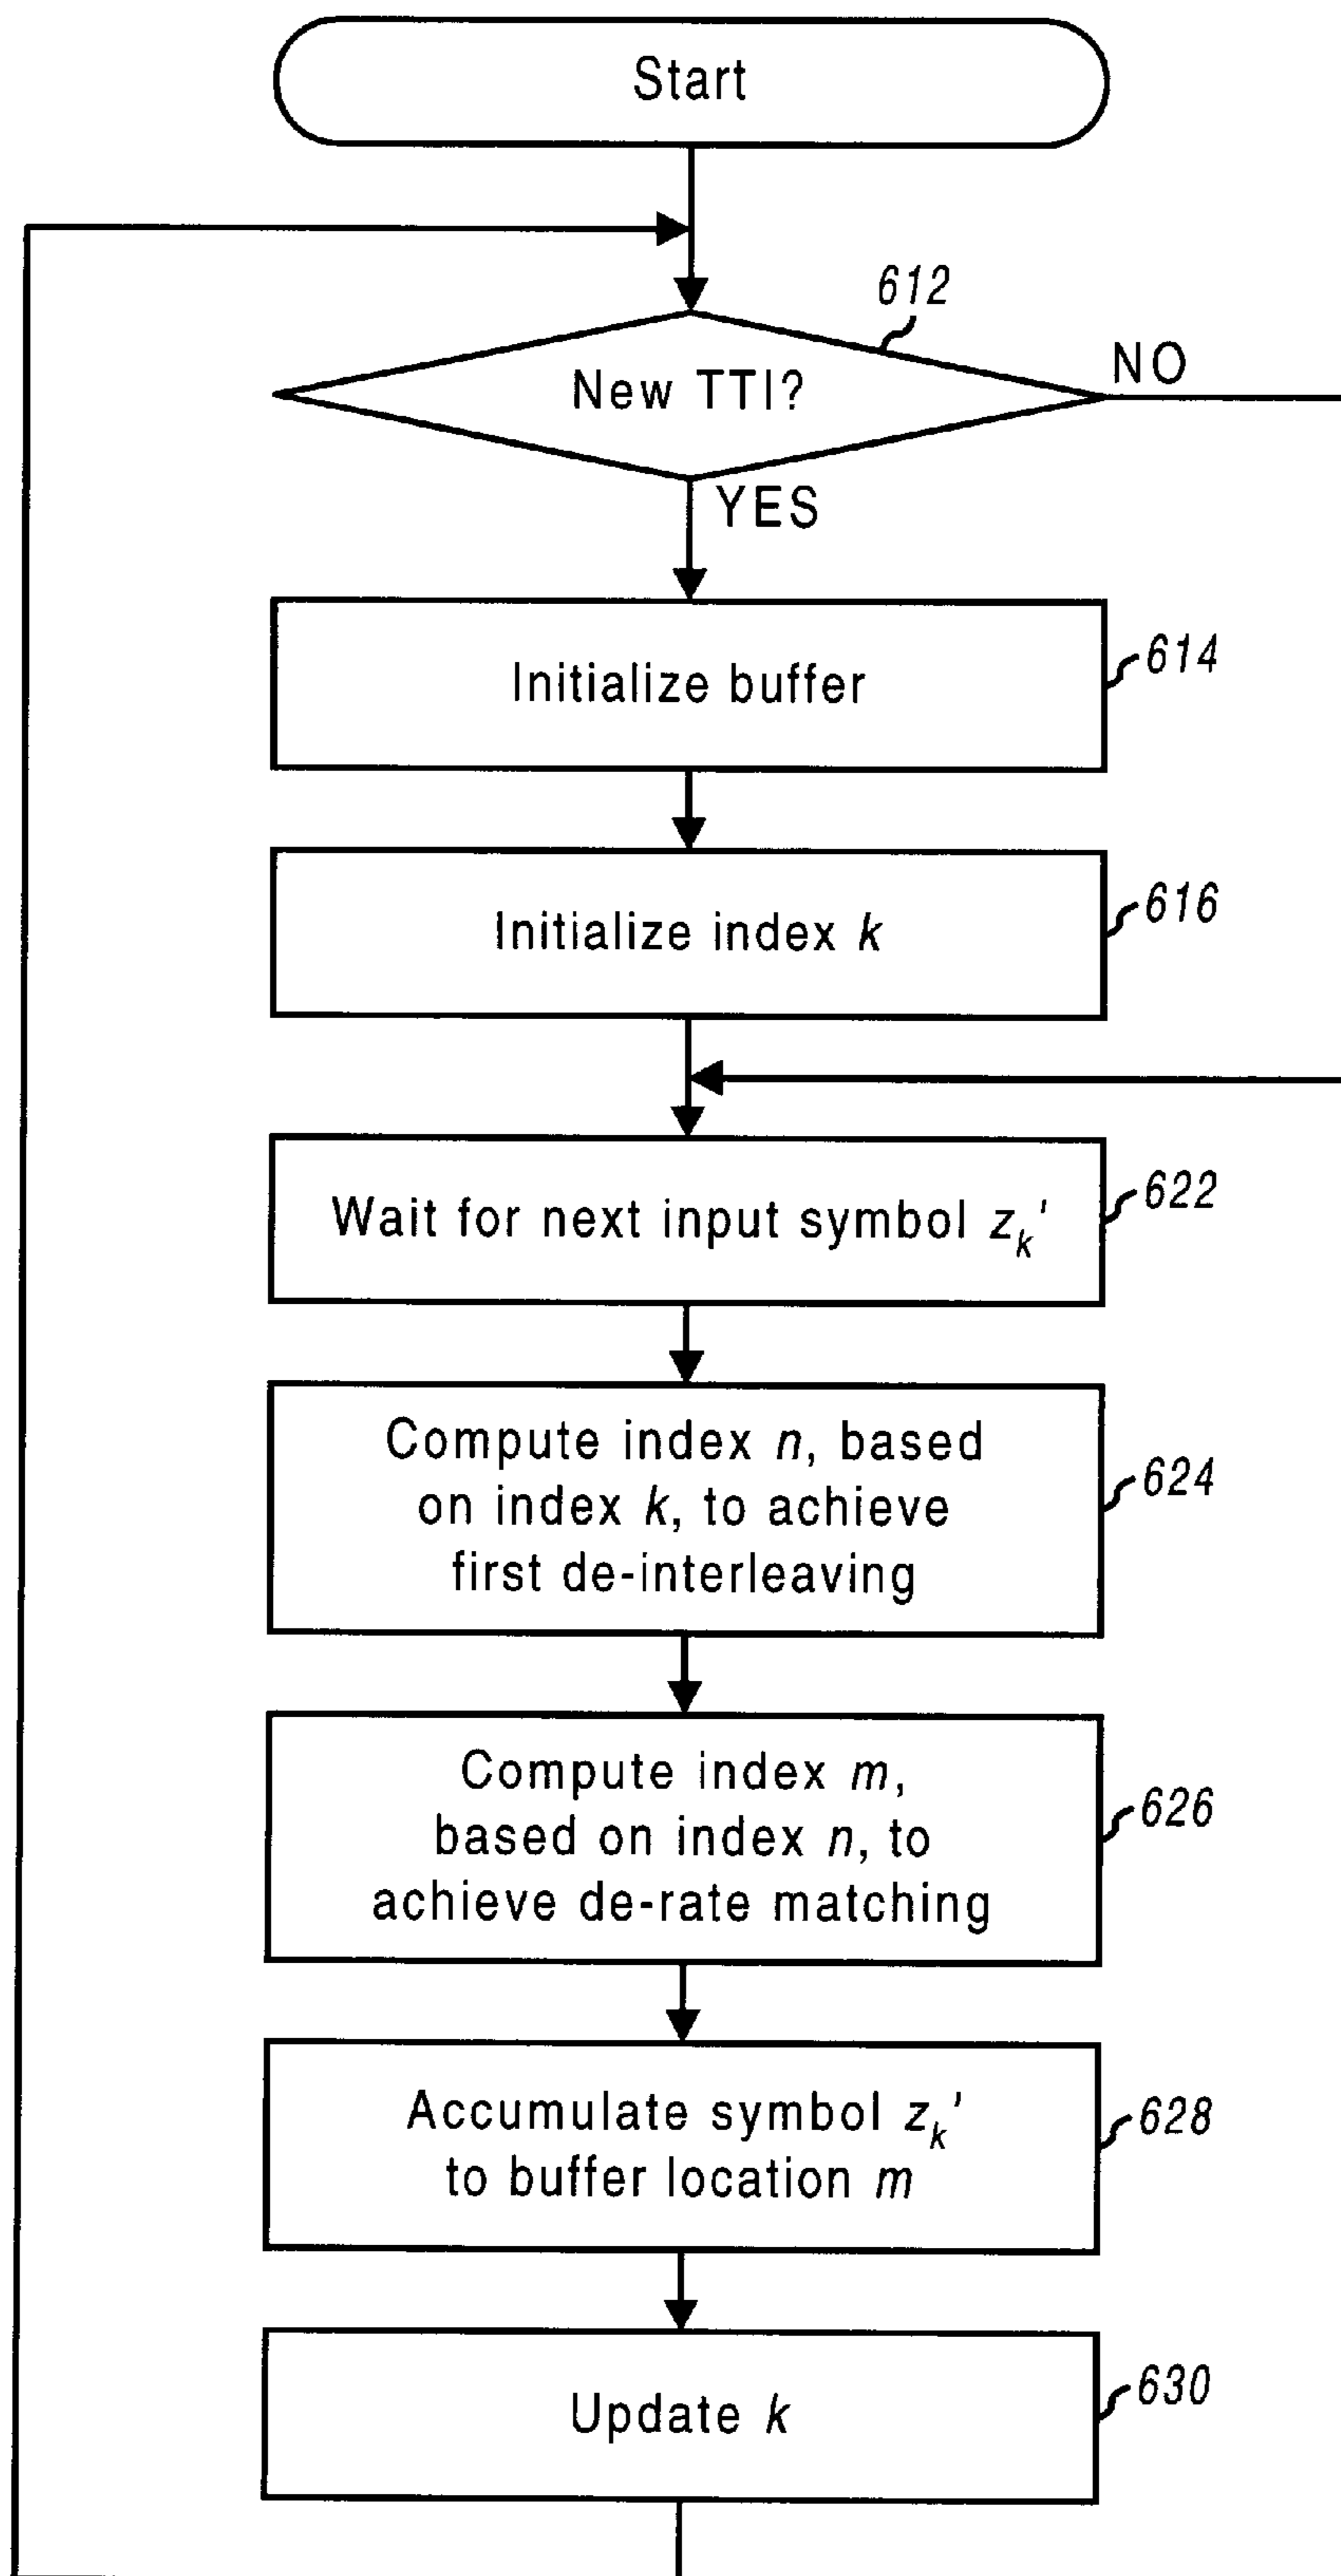 Start
612
New TTI?
NO
YES
Initialize buffer
614
Initialize index k
616
Wait for next input symbol zk'
622
Compute index n, based
on index k, to achieve
first de-interleaving
624
Compute index m,
based on index n, to
achieve de-rate matching
626
Accumulate symbol zk'
to buffer location m
628
Update k
630